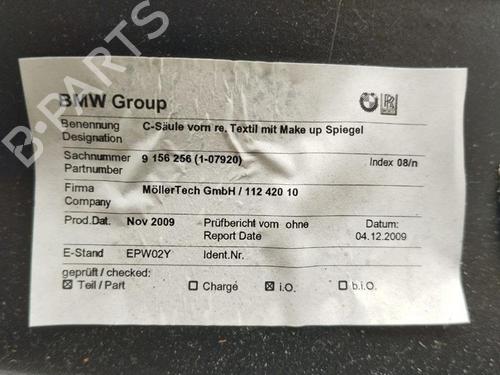 B-PARTS
BMW Group
Benennung C-Säule vorn re. Textil mit Make up Spiegel
Designation
Sachnummer 9 156 256 (1-07920) Index 08/n
Partnumber
Firma MöllerTech GmbH / 112 420 10
Company
Prod.Dat. Nov 2009 Prüfbericht vom ohne Datum:
Report Date 04.12.2009
E-Stand EPW02Y Ident.Nr.
geprüft / checked:
☒ Teil / Part ☐ Chargé ☒ i.O. ☐ b.i.O.